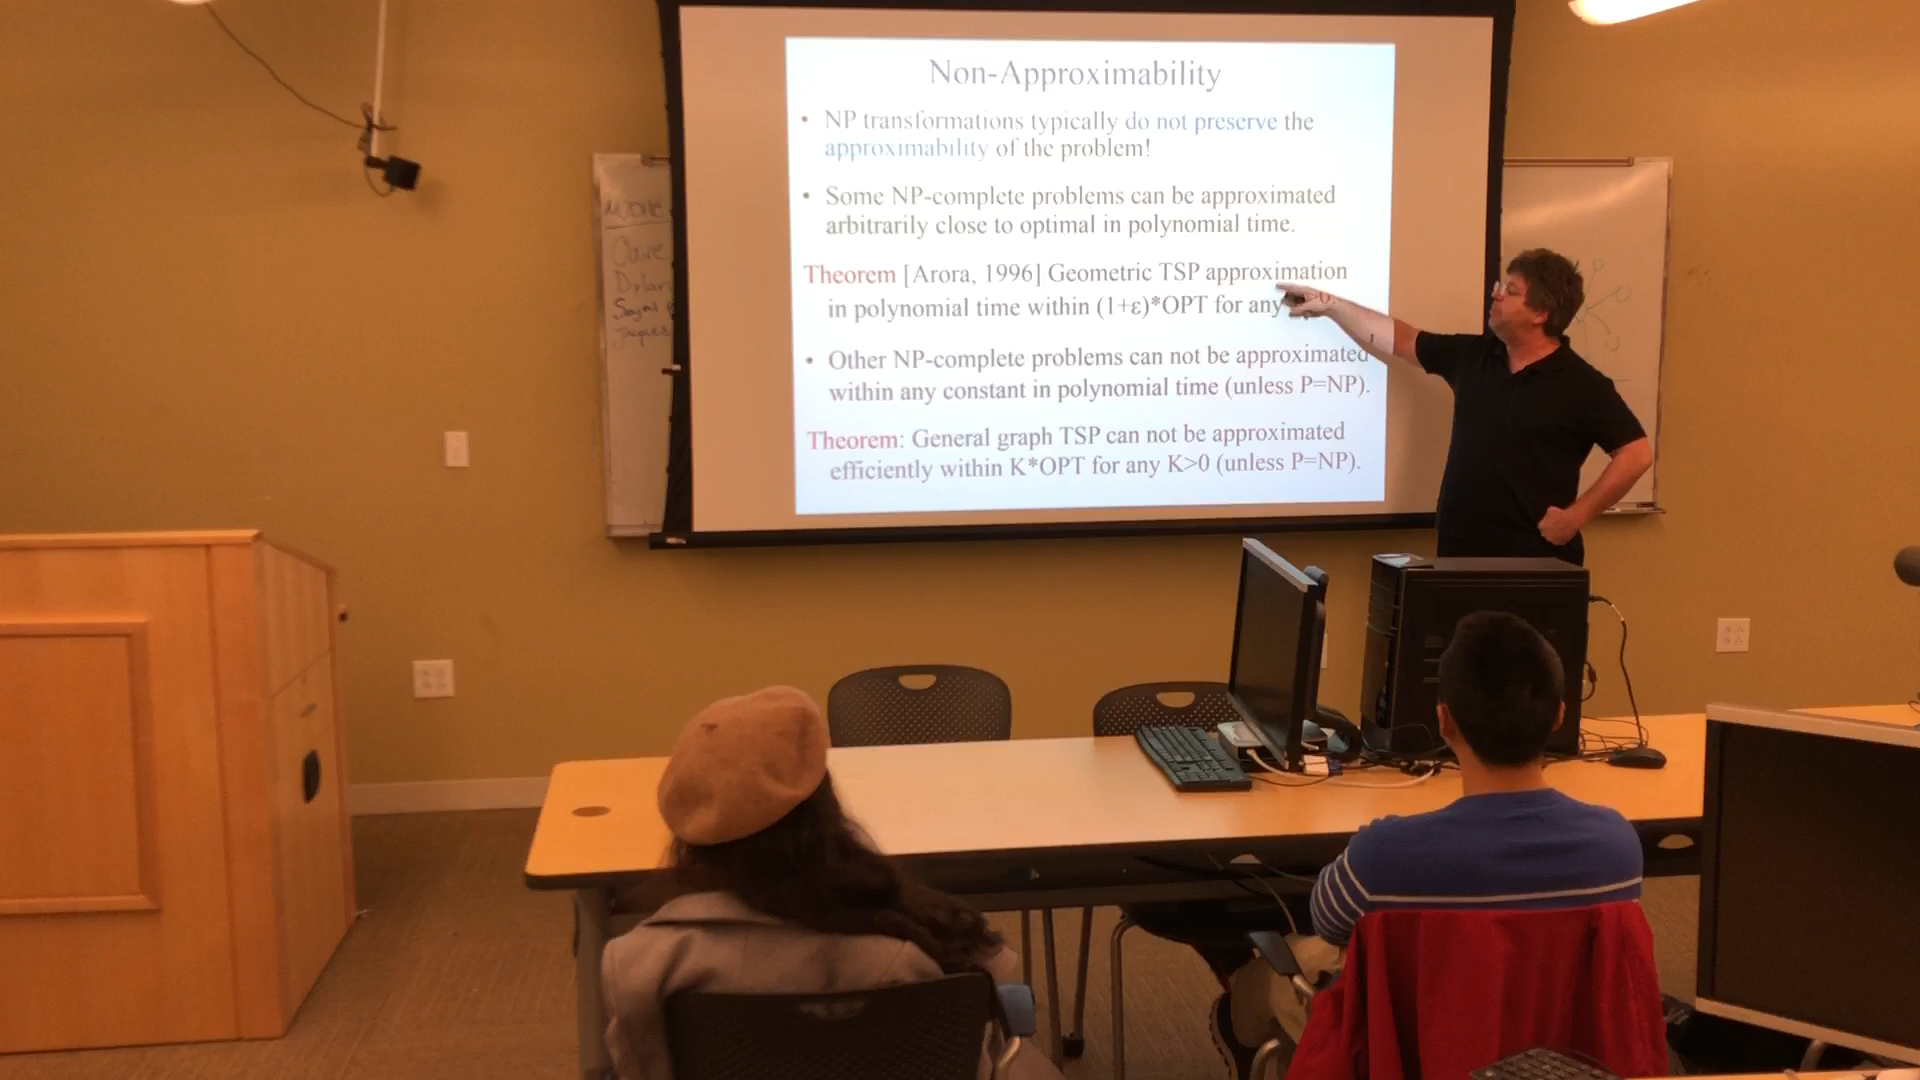 Non-Approximability
• NP transformations typically do not preserve the
approximability of the problem!
• Some NP-complete problems can be approximated
arbitrarily close to optimal in polynomial time.
Theorem [Arora, 1996] Geometric TSP approximation
in polynomial time within (1+ε)*OPT for any >0.
• Other NP-complete problems can not be approximated
within any constant in polynomial time (unless P=NP).
Theorem: General graph TSP can not be approximated
efficiently within K*OPT for any K>0 (unless P=NP).
Dylan